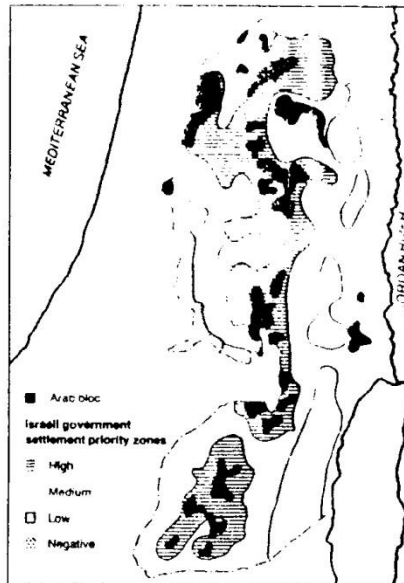 MEDITERRANEAN SEA
Arab bloc
Israeli government
settlement priority zones
High
Medium
Low
Negative